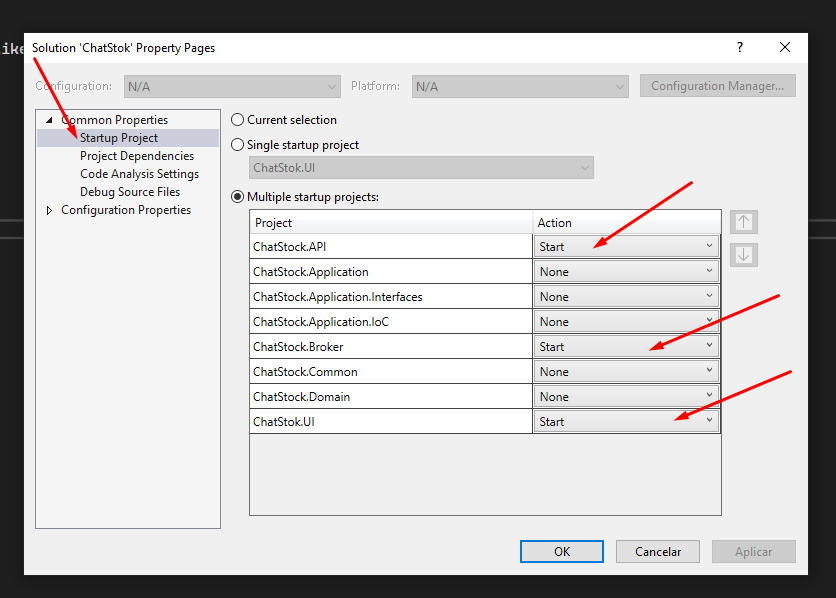 ike
Solution 'ChatStok' Property Pages
?
Configuration: N/A Platform: N/A Configuration Manager...
Common Properties
Startup Project
Project Dependencies
Code Analysis Settings
Debug Source Files
Configuration Properties
Current selection
Single startup project
ChatStok.UI
Multiple startup projects:
Project Action
ChatStock.API Start
ChatStock.Application None
ChatStock.Application.Interfaces None
ChatStock.Application.IoC None
ChatStock.Broker Start
ChatStock.Common None
ChatStock.Domain None
ChatStok.UI Start
OK Cancelar Aplicar